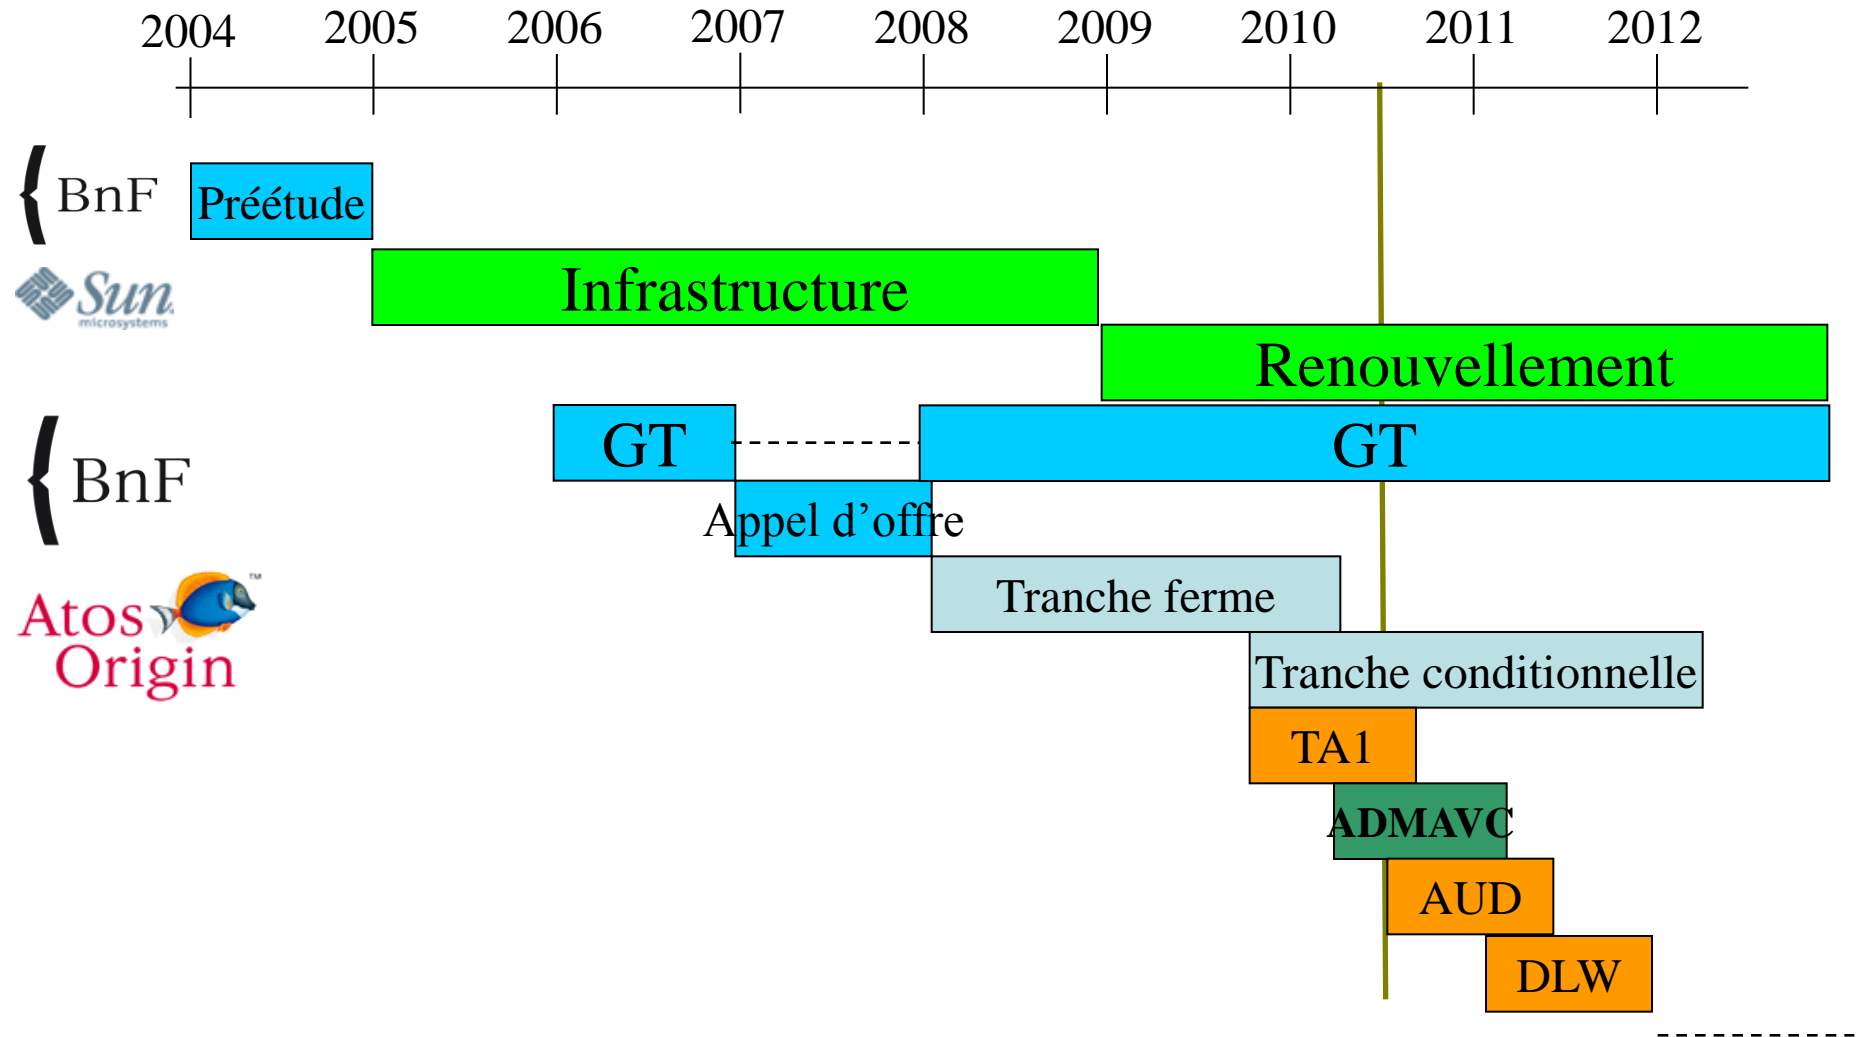 2004 2005 2006 2007 2008 2009 2010 2011 2012
BnF
Préétude
Sun
microsystems
Infrastructure
Renouvellement
BnF
GT
GT
Appel d’offre
Atos
Origin
TM
Tranche ferme
Tranche conditionnelle
TA1
ADMAVC
AUD
DLW